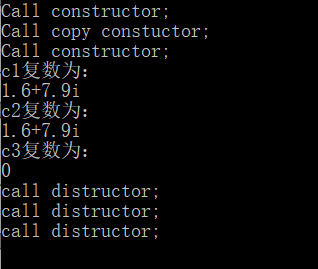 Call constructor;
Call copy constuctor;
Call constructor;
c1复数为：
1.6+7.9i
c2复数为：
1.6+7.9i
c3复数为：
0
call distructor;
call distructor;
call distructor;